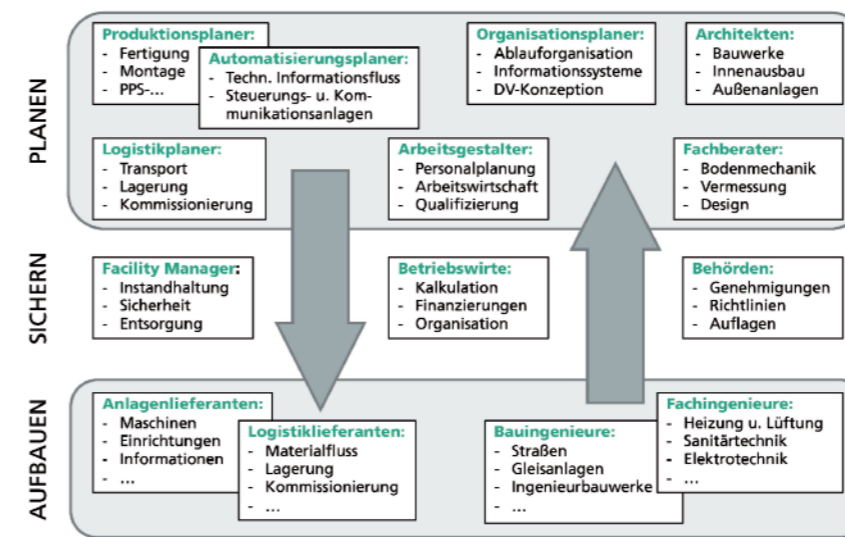 PLANEN
Produktionsplaner:
- Fertigung
- Montage
- PPS-...
Automatisierungsplaner:
- Techn. Informationsfluss
- Steuerungs- u. Kom-
munikationsanlagen
Organisationsplaner:
- Ablauforganisation
- Informationssysteme
- DV-Konzeption
Architekten:
- Bauwerke
- Innenausbau
- Außenanlagen
Logistikplaner:
- Transport
- Lagerung
- Kommissionierung
Arbeitsgestalter:
- Personalplanung
- Arbeitswirtschaft
- Qualifizierung
Fachberater:
- Bodenmechanik
- Vermessung
- Design
SICHERN
Facility Manager:
- Instandhaltung
- Sicherheit
- Entsorgung
Betriebswirte:
- Kalkulation
- Finanzierungen
- Organisation
Behörden:
- Genehmigungen
- Richtlinien
- Auflagen
AUFBAUEN
Anlagenlieferanten:
- Maschinen
- Einrichtungen
- Informationen
- ...
Logistiklieferanten:
- Materialfluss
- Lagerung
- Kommissionierung
- ...
Bauingenieure:
- Straßen
- Gleisanlagen
- Ingenieurbauwerke
- ...
Fachingenieure:
- Heizung u. Lüftung
- Sanitärtechnik
- Elektrotechnik
- ...